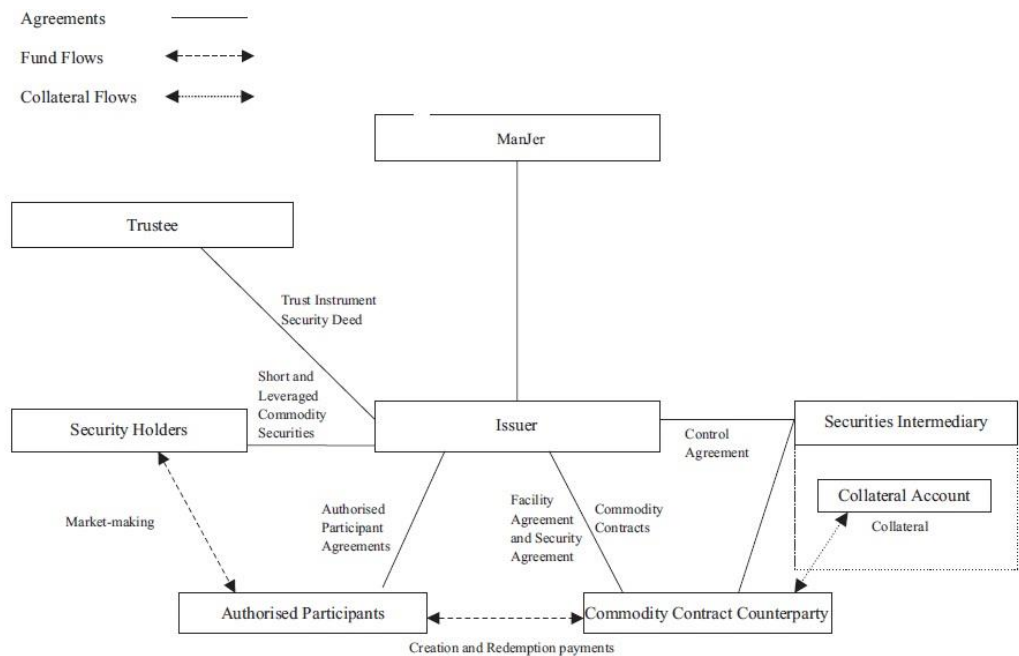 Agreements
Fund Flows
Collateral Flows
ManJer
Trustee
Trust Instrument
Security Deed
Short and
Leveraged
Commodity
Securities
Security Holders
Issuer
Securities Intermediary
Control
Agreement
Collateral Account
Collateral
Market-making
Authorised
Participant
Agreements
Facility
Agreement
and Security
Agreement
Commodity
Contracts
Authorised Participants
Commodity Contract Counterparty
Creation and Redemption payments